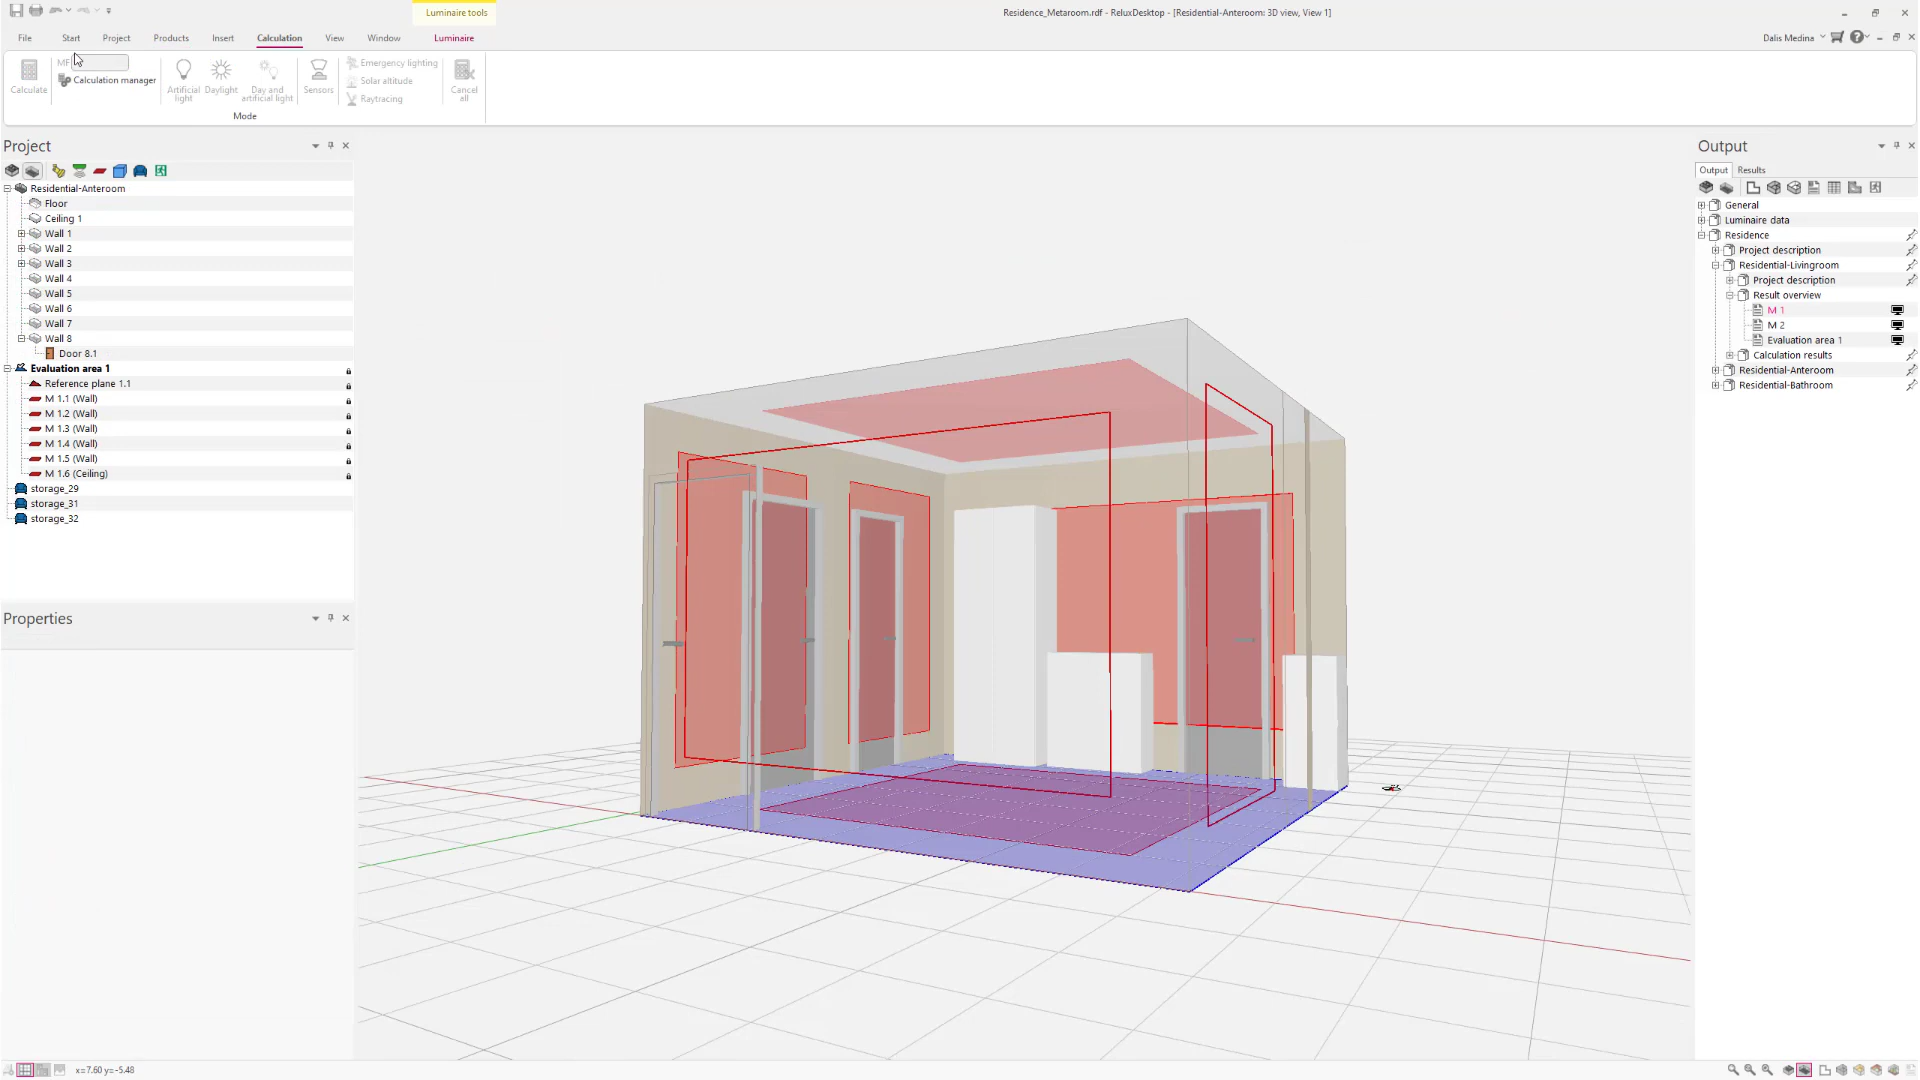 Luminaire tools
Residence_Metaroom.rdf - ReluxDesktop - [Residential-Anteroom: 3D view, View 1]
File Start Project Products Insert Calculation View Window Luminaire
Dalis Medina
Calculate
MF
Calculation manager
Artificial light
Daylight
Day and artificial light
Sensors
Emergency lighting
Solar altitude
Raytracing
Cancel all
Mode
Project
Residential-Anteroom
Floor
Ceiling 1
Wall 1
Wall 2
Wall 3
Wall 4
Wall 5
Wall 6
Wall 7
Wall 8
Door 8.1
Evaluation area 1
Reference plane 1.1
M 1.1 (Wall)
M 1.2 (Wall)
M 1.3 (Wall)
M 1.4 (Wall)
M 1.5 (Wall)
M 1.6 (Ceiling)
storage_29
storage_31
storage_32
Properties
Output
Output Results
General
Luminaire data
Residence
Project description
Residential-Livingroom
Project description
Result overview
M 1
M 2
Evaluation area 1
Calculation results
Residential-Anteroom
Residential-Bathroom
x=7.60 y=-5.48